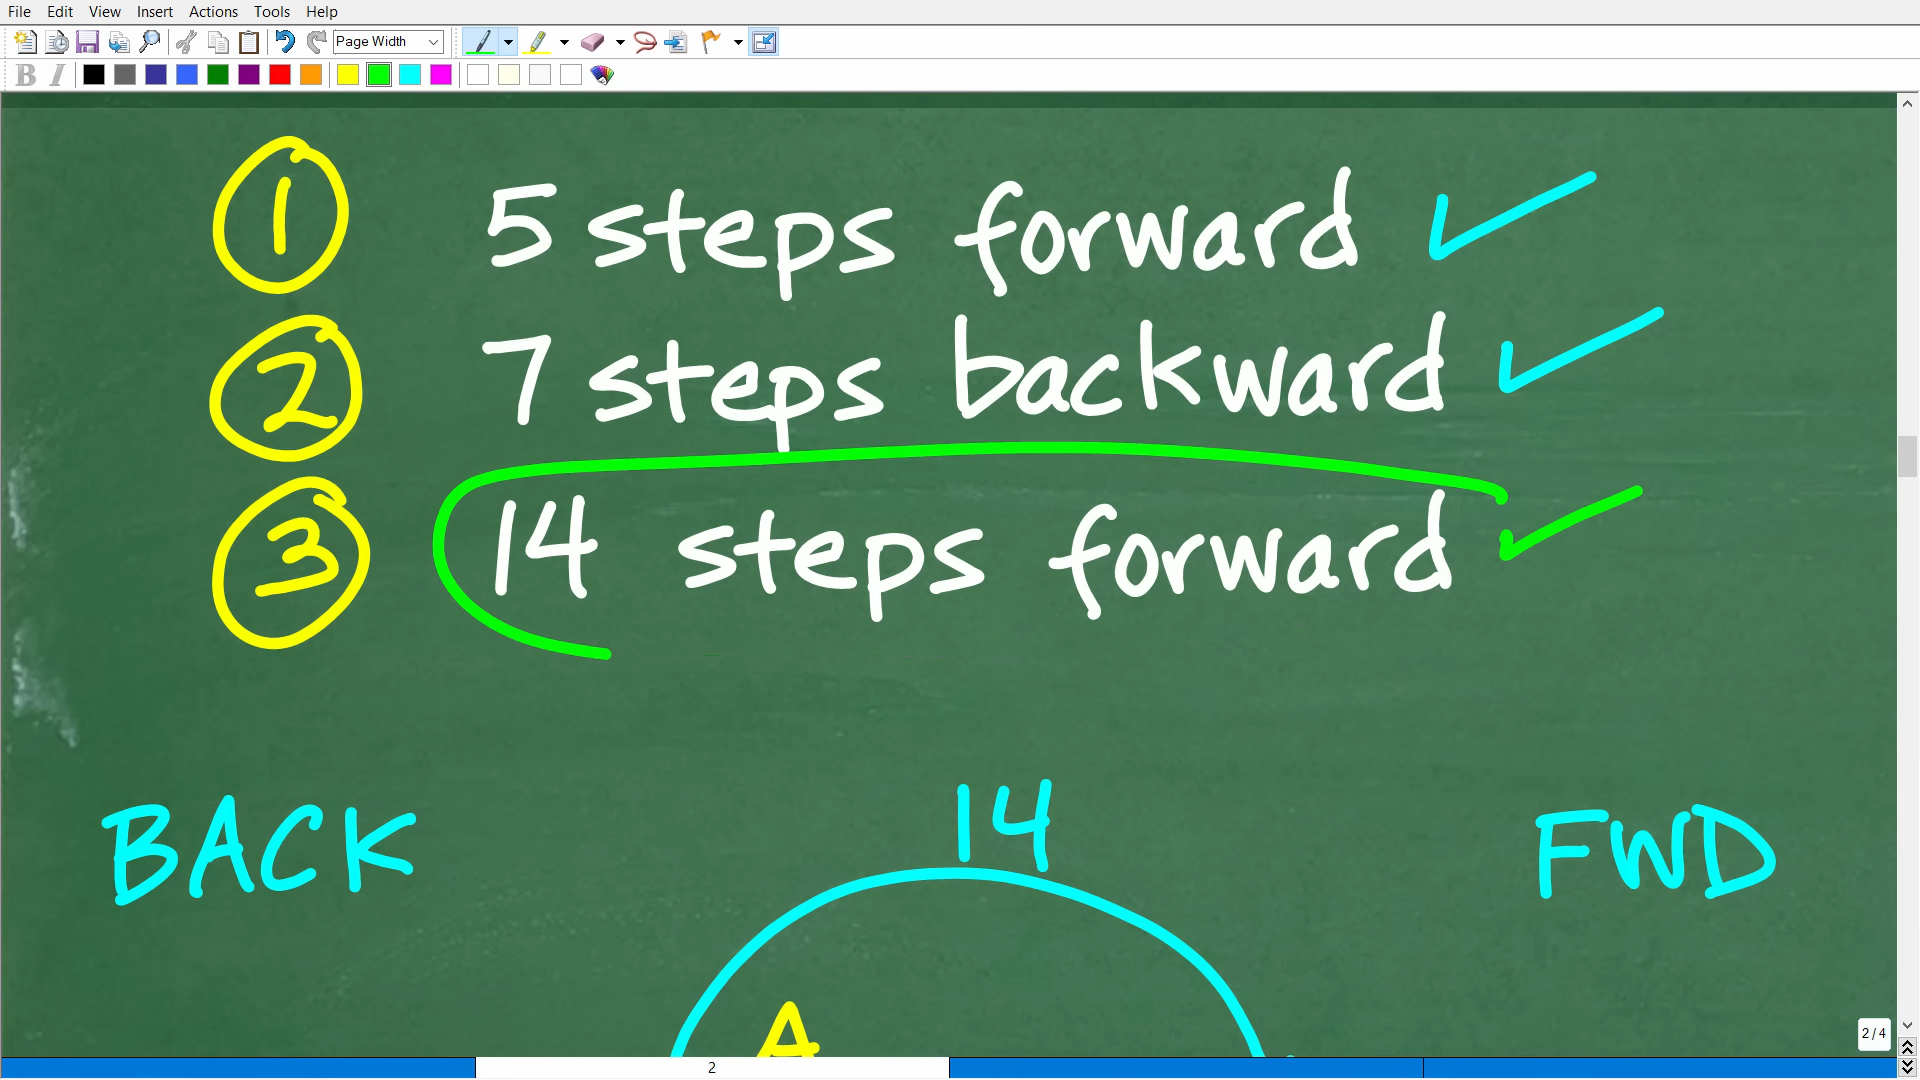 File Edit View Insert Actions Tools Help
Page Width
B I
1 5 steps forward
2 7 steps backward
3 14 steps forward
BACK 14 FWD
A
2/4
2